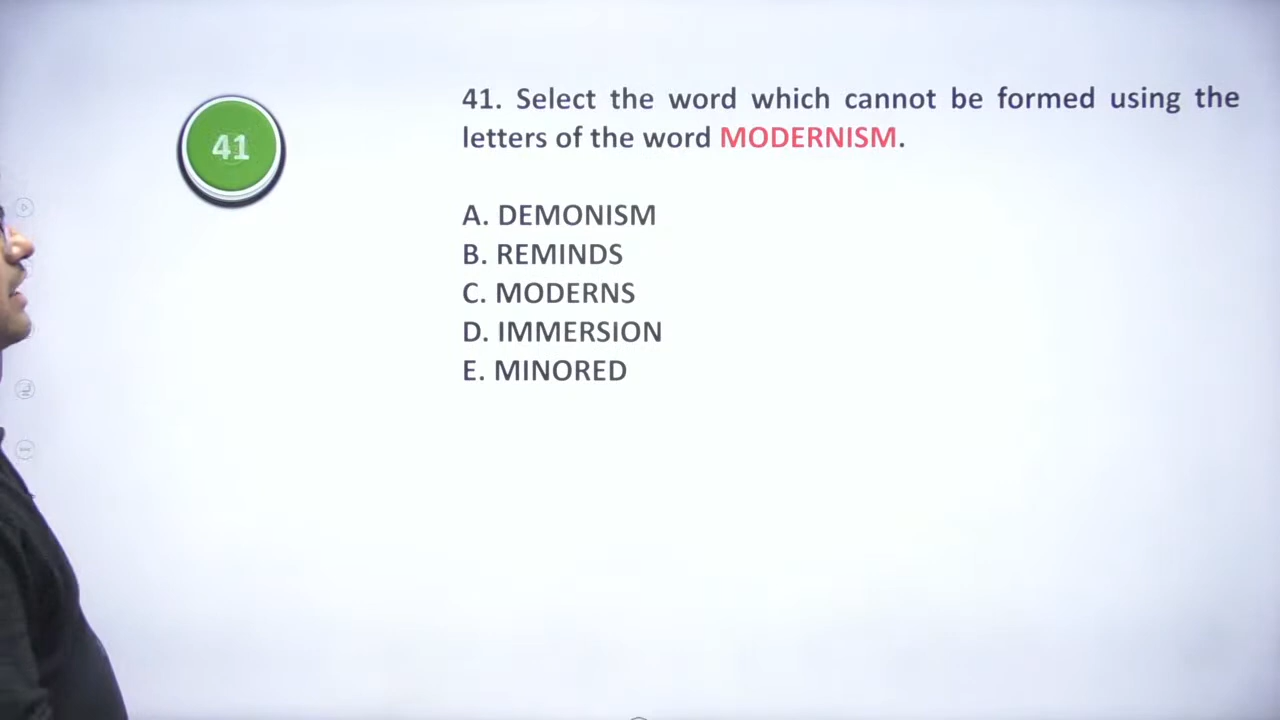 41
41. Select the word which cannot be formed using the
letters of the word MODERNISM.
A. DEMONISM
B. REMINDS
C. MODERNS
D. IMMERSION
E. MINORED